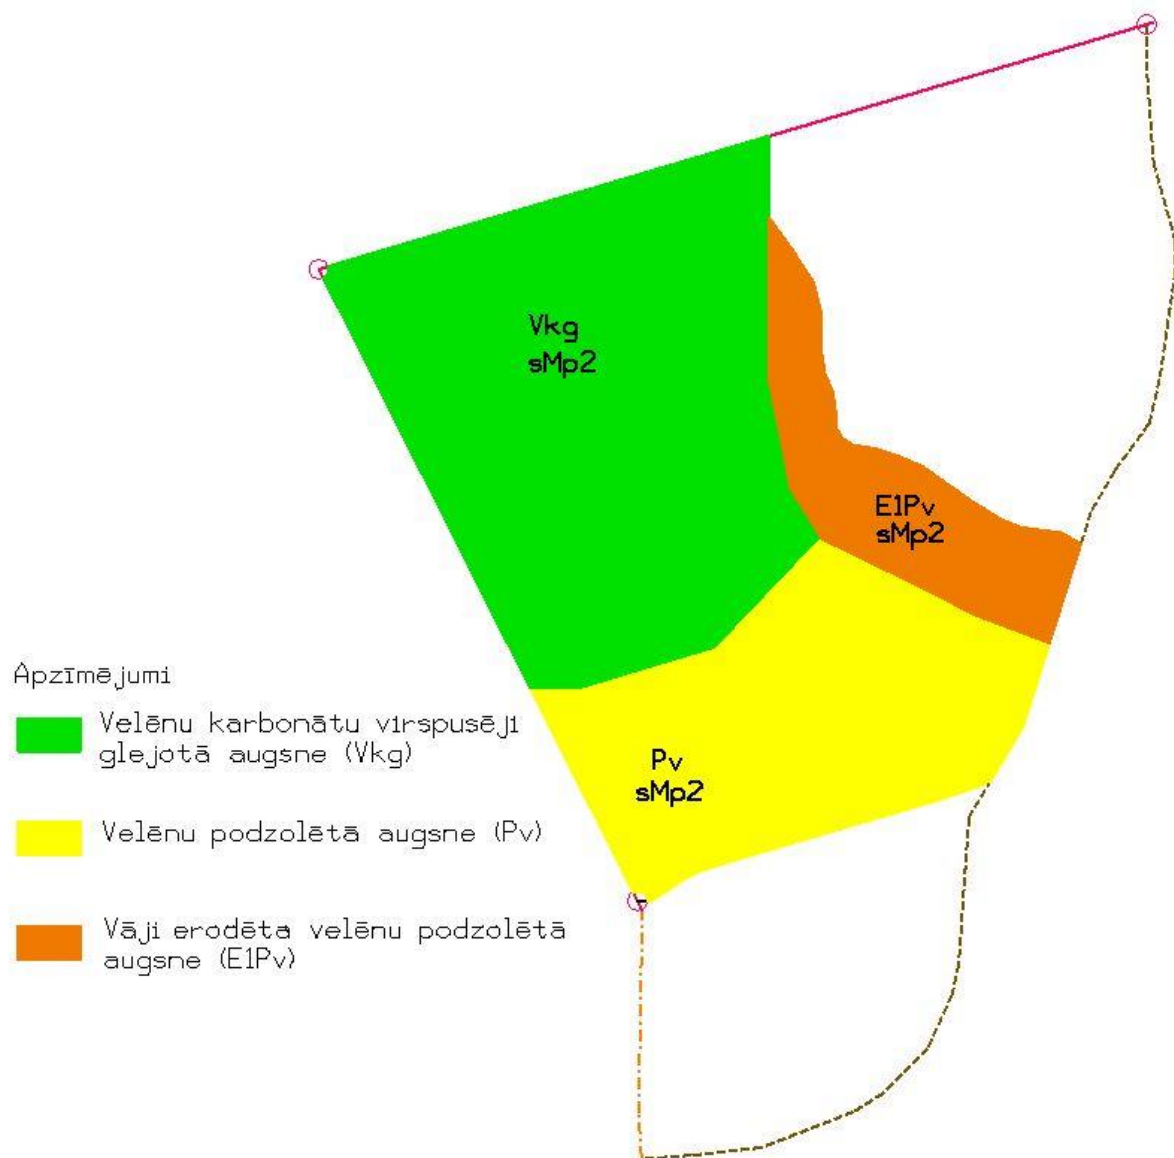 Vkg
sMp2
E1Pv
sMp2
Pv
sMp2
Apzīmējumi
Velēnu karbonātu virspusēji
glejotā augsne (Vkg)
Velēnu podzolētā augsne (Pv)
Vāji erodēta velēnu podzolētā
augsne (E1Pv)